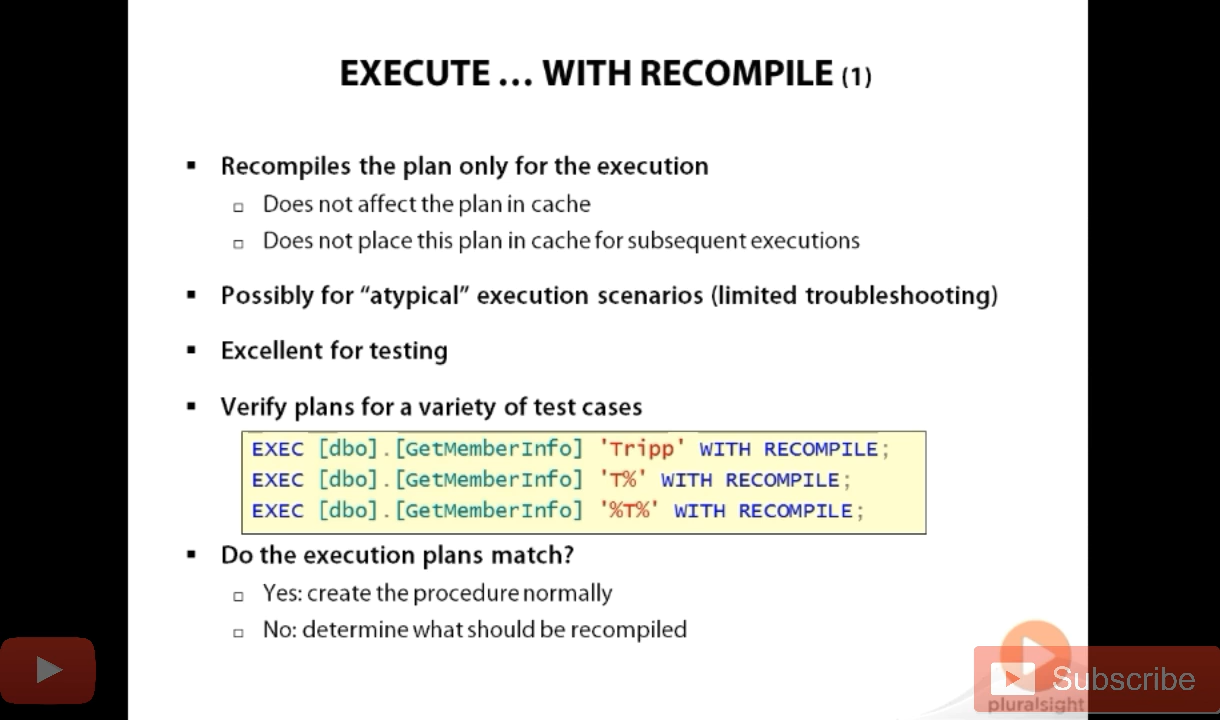 EXECUTE ... WITH RECOMPILE (1)
▪ Recompiles the plan only for the execution
▫ Does not affect the plan in cache
▫ Does not place this plan in cache for subsequent executions
▪ Possibly for “atypical” execution scenarios (limited troubleshooting)
▪ Excellent for testing
▪ Verify plans for a variety of test cases
EXEC [dbo].[GetMemberInfo] 'Tripp' WITH RECOMPILE;
EXEC [dbo].[GetMemberInfo] 'T%' WITH RECOMPILE;
EXEC [dbo].[GetMemberInfo] '%T%' WITH RECOMPILE;
▪ Do the execution plans match?
▫ Yes: create the procedure normally
▫ No: determine what should be recompiled
Subscribe
pluralsight